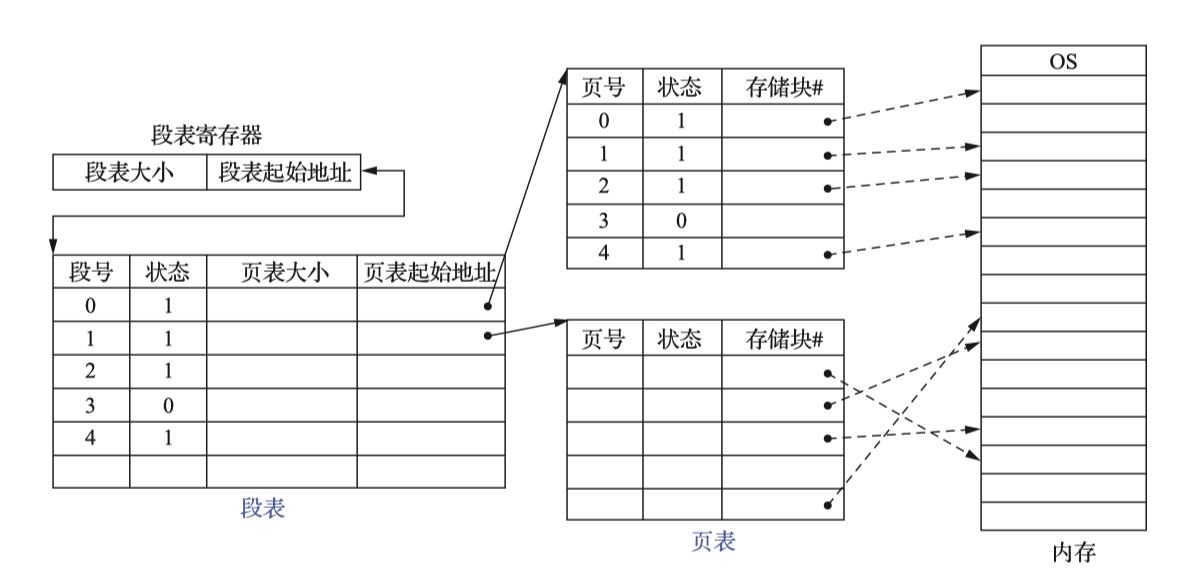 段表寄存器
段表大小 段表起始地址
段号 状态 页表大小 页表起始地址
0 1
1 1
2 1
3 0
4 1
段表
页号 状态 存储块#
0 1
1 1
2 1
3 0
4 1
页号 状态 存储块#
页表
OS
内存